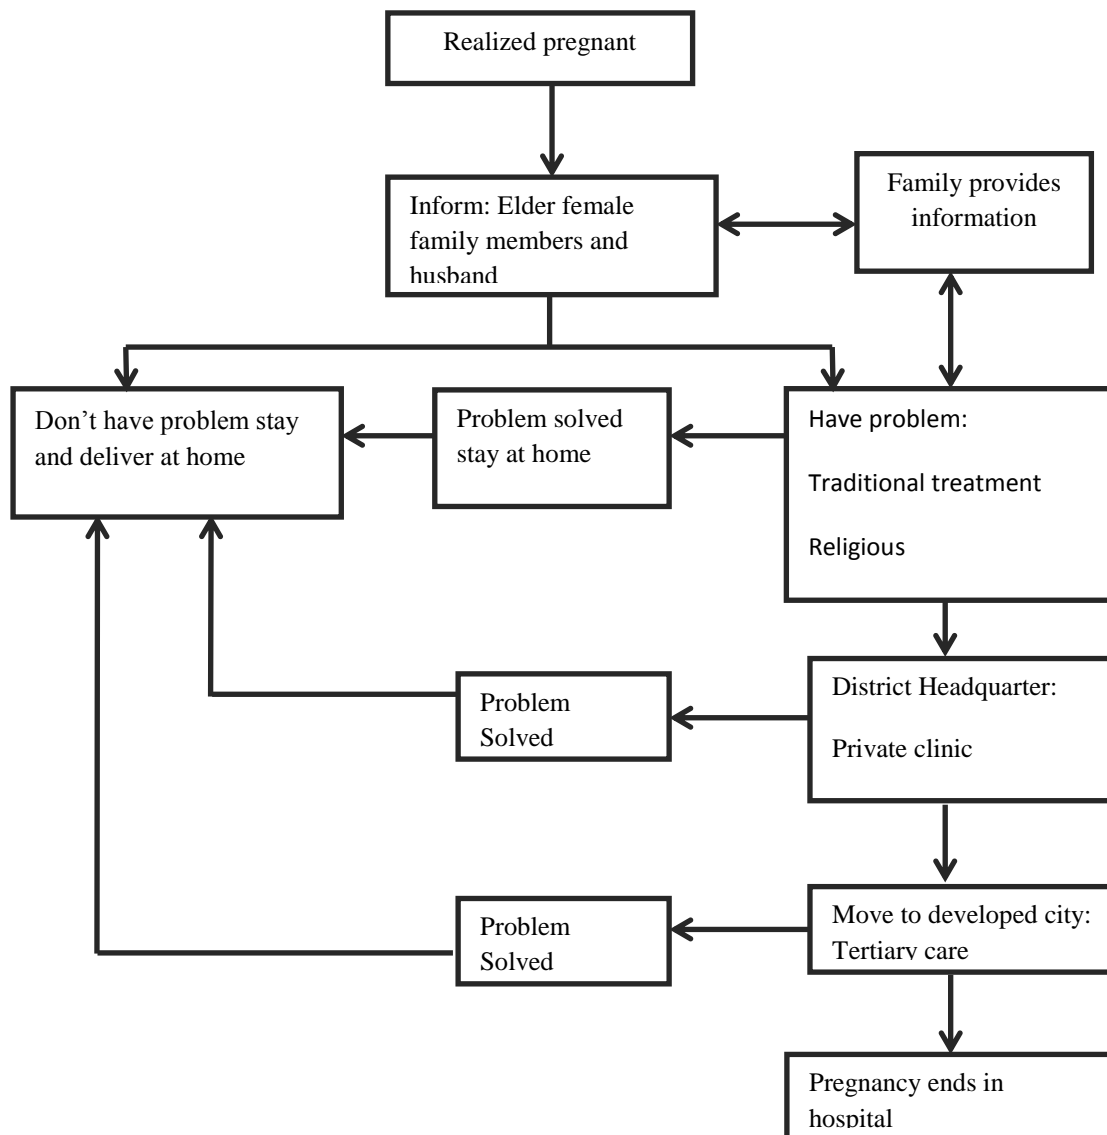 Realized pregnant
Inform: Elder female
family members and
husband
Family provides
information
Don’t have problem stay
and deliver at home
Problem solved
stay at home
Have problem:
Traditional treatment
Religious
District Headquarter:
Private clinic
Problem
Solved
Move to developed city:
Tertiary care
Problem
Solved
Pregnancy ends in
hospital